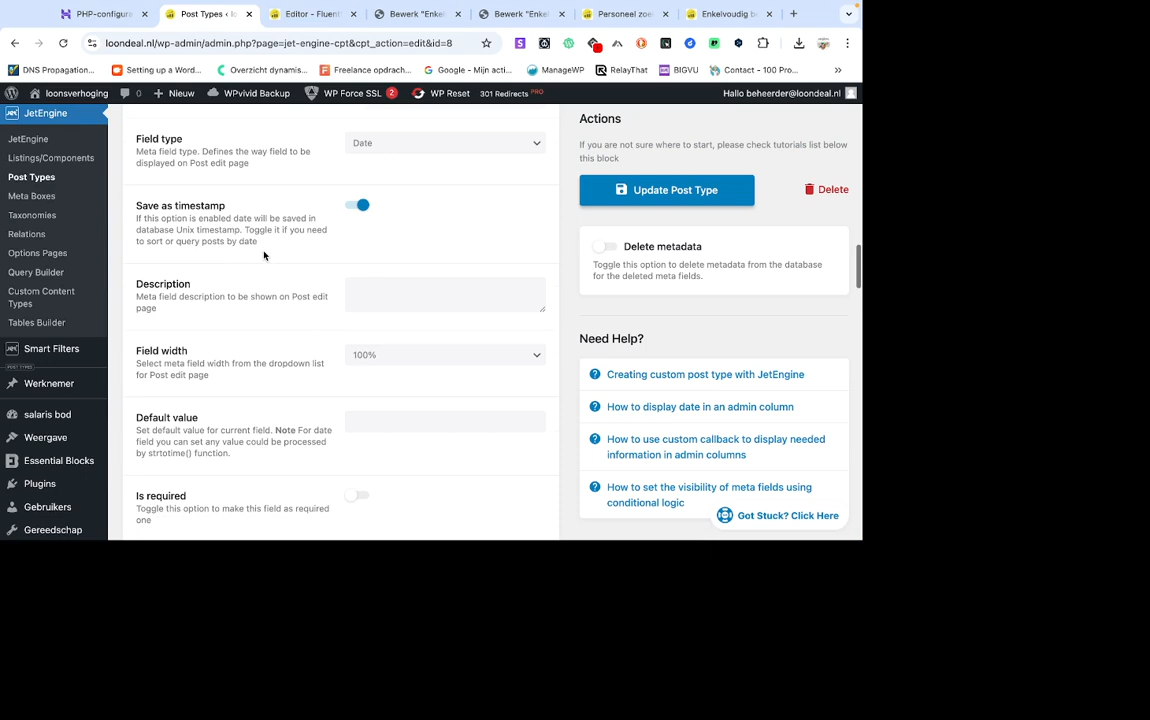 PHP-configura
Post Types ‹ lo
Editor - Fluenth
Bewerk "Enkel
Bewerk "Enkel
Personeel zoek
Enkelvoudig be
loondeal.nl/wp-admin/admin.php?page=jet-engine-cpt&cpt_action=edit&id=8
DNS Propagation...
Setting up a Word...
Overzicht dynamis...
Freelance opdrach...
Google - Mijn acti...
ManageWP
RelayThat
BIGVU
Contact - 100 Pro...
»
loonsverhoging
0
Nieuw
WPvivid Backup
WP Force SSL 2
WP Reset
301 Redirects PRO
Hallo beheerder@loondeal.nl
JetEngine
JetEngine
Listings/Components
Post Types
Meta Boxes
Taxonomies
Relations
Options Pages
Query Builder
Custom Content
Types
Tables Builder
Smart Filters
POST TYPES
Werknemer
salaris bod
Weergave
Essential Blocks
Plugins
Gebruikers
Gereedschap
Field type
Meta field type. Defines the way field to be
displayed on Post edit page
Date
Save as timestamp
If this option is enabled date will be saved in
database Unix timestamp. Toggle it if you need
to sort or query posts by date
Description
Meta field description to be shown on Post edit
page
Field width
Select meta field width from the dropdown list
for Post edit page
100%
Default value
Set default value for current field. Note For date
field you can set any value could be processed
by strtotime() function.
Is required
Toggle this option to make this field as required
one
Actions
If you are not sure where to start, please check tutorials list below
this block
Update Post Type
Delete
Delete metadata
Toggle this option to delete metadata from the database
for the deleted meta fields.
Need Help?
Creating custom post type with JetEngine
How to display date in an admin column
How to use custom callback to display needed
information in admin columns
How to set the visibility of meta fields using
conditional logic
Got Stuck? Click Here